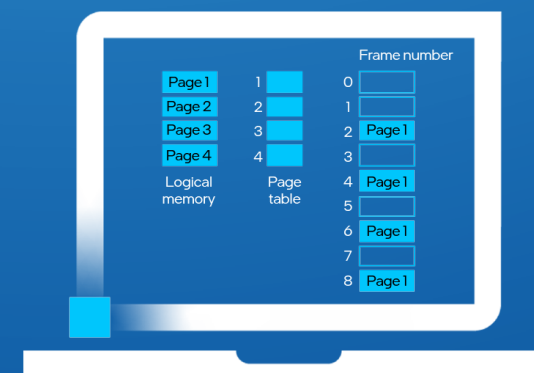 Frame number
Page 1
Page 2
Page 3
Page 4
Logical
memory
1
2
3
4
Page
table
0
1
2 Page 1
3
4 Page 1
5
6 Page 1
7
8 Page 1